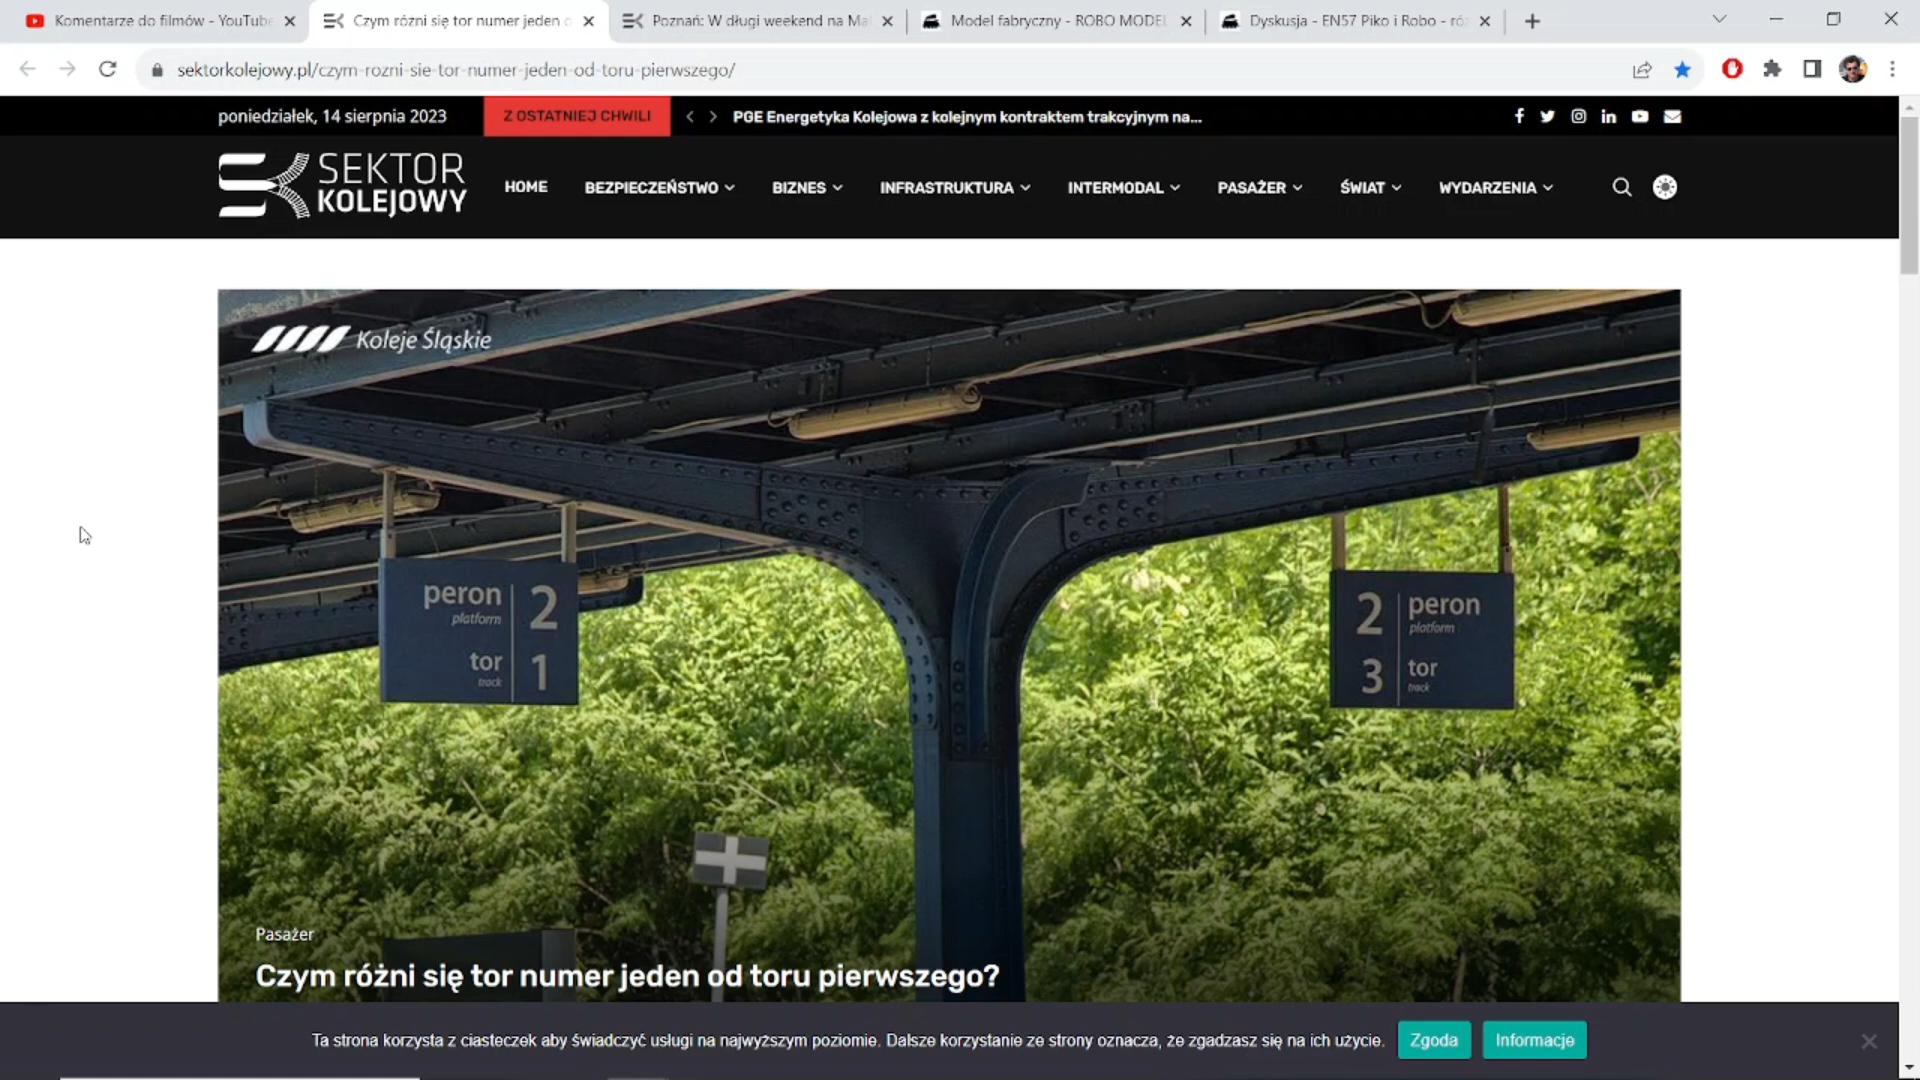 Komentarze do filmów - YouTube
Czym różni się tor numer jeden o
Poznań: W długi weekend na Mal
Model fabryczny - ROBO MODEL
Dyskusja - EN57 Piko i Robo - róż
sektorkolejowy.pl/czym-rozni-sie-tor-numer-jeden-od-toru-pierwszego/
poniedziałek, 14 sierpnia 2023
Z OSTATNIEJ CHWILI
PGE Energetyka Kolejowa z kolejnym kontraktem trakcyjnym na...
SEKTOR
KOLEJOWY
HOME
BEZPIECZEŃSTWO
BIZNES
INFRASTRUKTURA
INTERMODAL
PASAŻER
ŚWIAT
WYDARZENIA
Koleje Śląskie
peron 2
platform
tor 1
track
2 peron
platform
3 tor
track
Pasażer
Czym różni się tor numer jeden od toru pierwszego?
Ta strona korzysta z ciasteczek aby świadczyć usługi na najwyższym poziomie. Dalsze korzystanie ze strony oznacza, że zgadzasz się na ich użycie.
Zgoda
Informacje